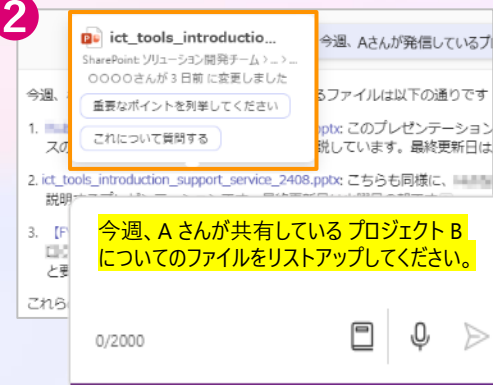 2
ict_tools_introductio...
SharePoint: ソリューション開発チーム > ... > ...
〇〇〇〇さんが 3 日前 に変更しました
重要なポイントを列挙してください
これについて質問する
今週、Aさんが発信しているプ
今週、
るファイルは以下の通りです
1.
pptx: このプレゼンテーション
スの
説しています。最終更新日は
2. ict_tools_introduction_support_service_2408.pptx: こちらも同様に、
説明
3. 【F
と要
これら
今週、A さんが共有している プロジェクト B
についてのファイルをリストアップしてください。
0/2000